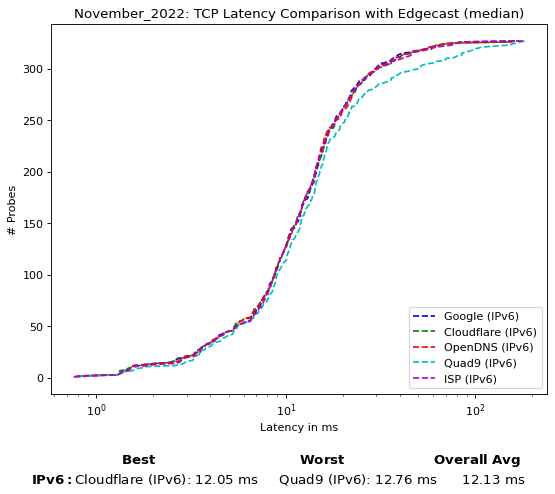 November_2022: TCP Latency Comparison with Edgecast (median)
# Probes
300
250
200
150
100
50
0
10^0
10^1
10^2
Latency in ms
Google (IPv6)
Cloudflare (IPv6)
OpenDNS (IPv6)
Quad9 (IPv6)
ISP (IPv6)
Best Worst Overall Avg
IPv6: Cloudflare (IPv6): 12.05 ms Quad9 (IPv6): 12.76 ms 12.13 ms